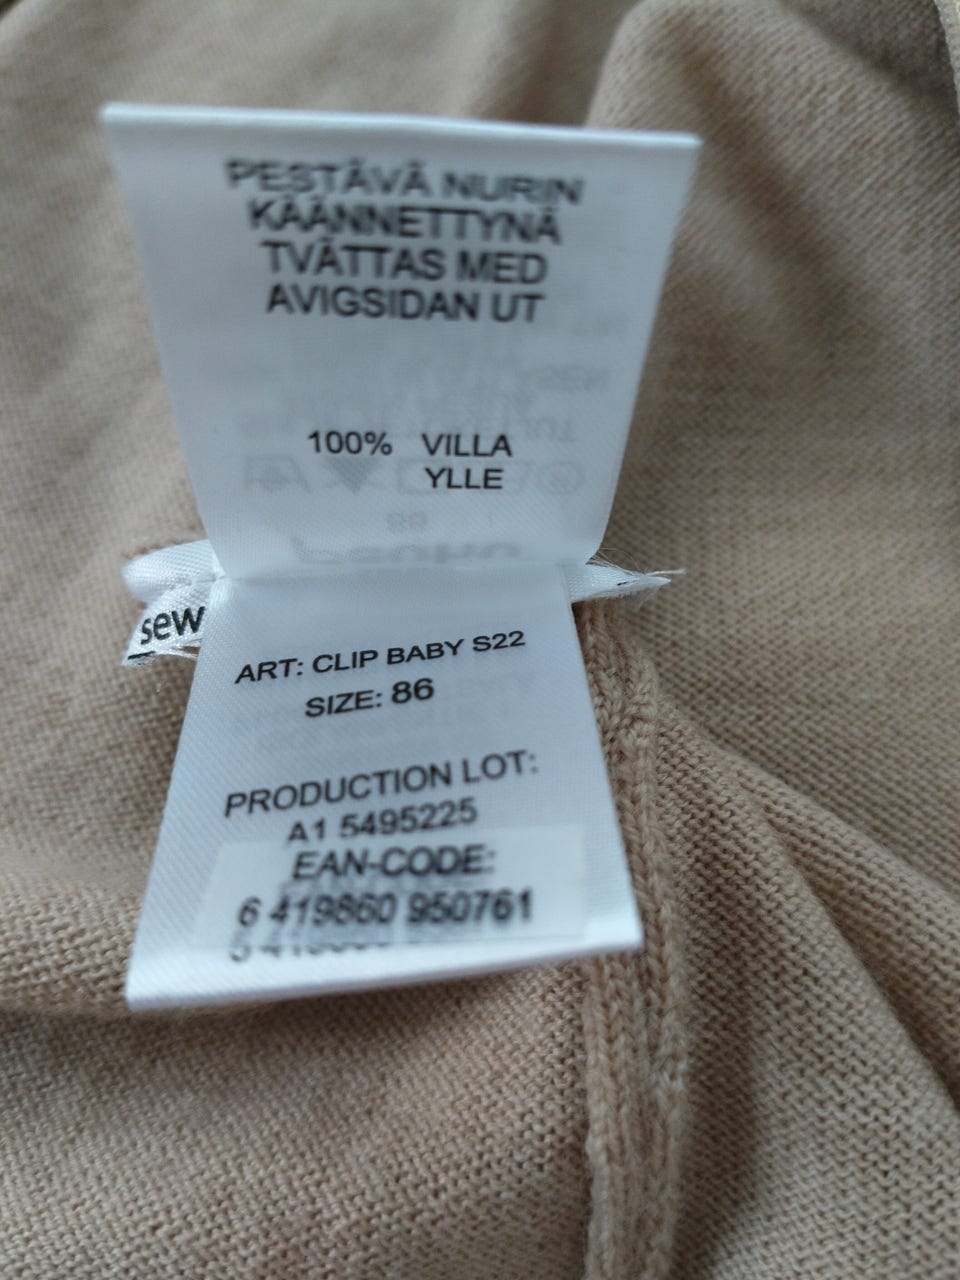 PESTÄVÄ NURIN
KÄÄNNETTYNÄ
TVÄTTAS MED
AVIGSIDAN UT
100% VILLA
YLLE
sew
ART: CLIP BABY S22
SIZE: 86
PRODUCTION LOT:
A1 5495225
EAN-CODE:
6 419860 950761